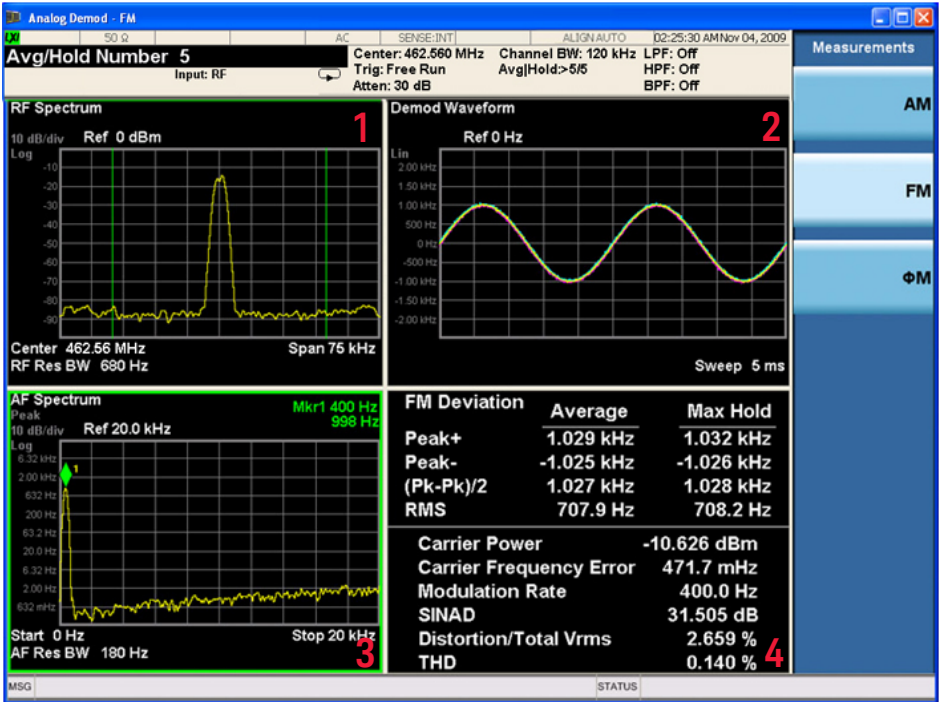 Analog Demod - FM
LXI 50 Ω AC SENSE:INT ALIGNAUTO 02:25:30 AM Nov 04, 2009
Avg/Hold Number 5
Input: RF
Center: 462.560 MHz Channel BW: 120 kHz LPF: Off
Trig: Free Run Avg|Hold:>5/5 HPF: Off
Atten: 30 dB BPF: Off
Measurements
AM
FM
ΦM
RF Spectrum 1
10 dB/div Ref 0 dBm
Log
-10
-20
-30
-40
-50
-60
-70
-80
-90
Center 462.56 MHz Span 75 kHz
RF Res BW 680 Hz
Demod Waveform 2
Ref 0 Hz
Lin
2.00 kHz
1.50 kHz
1.00 kHz
500 Hz
0 Hz
-500 Hz
-1.00 kHz
-1.50 kHz
-2.00 kHz
Sweep 5 ms
AF Spectrum
Peak
Mkr1 400 Hz
998 Hz
10 dB/div Ref 20.0 kHz
Log
6.32 kHz
2.00 kHz
632 Hz
200 Hz
63.2 Hz
20.0 Hz
6.32 Hz
2.00 Hz
632 mHz
1
Start 0 Hz Stop 20 kHz
AF Res BW 180 Hz 3
FM Deviation Average Max Hold
Peak+ 1.029 kHz 1.032 kHz
Peak- -1.025 kHz -1.026 kHz
(Pk-Pk)/2 1.027 kHz 1.028 kHz
RMS 707.9 Hz 708.2 Hz
Carrier Power -10.626 dBm
Carrier Frequency Error 471.7 mHz
Modulation Rate 400.0 Hz
SINAD 31.505 dB
Distortion/Total Vrms 2.659 %
THD 0.140 % 4
MSG STATUS